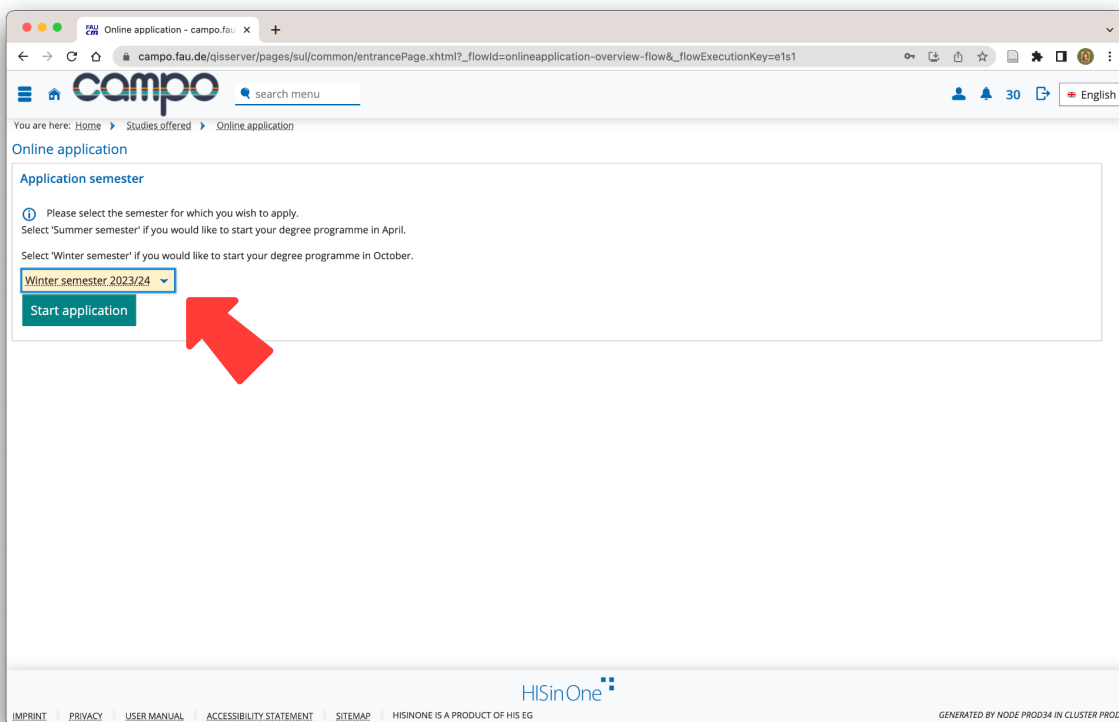 FAU cm Online application - campo.fau
campo.fau.de/qisserver/pages/sul/common/entrancePage.xhtml?_flowId=onlineapplication-overview-flow&_flowExecutionKey=e1s1
campo search menu 30 English
You are here: Home Studies offered Online application
Online application
Application semester
Please select the semester for which you wish to apply.
Select 'Summer semester' if you would like to start your degree programme in April.
Select 'Winter semester' if you would like to start your degree programme in October.
Winter semester 2023/24
Start application
HISinOne
IMPRINT PRIVACY USER MANUAL ACCESSIBILITY STATEMENT SITEMAP HISINONE IS A PRODUCT OF HIS EG GENERATED BY NODE PROD34 IN CLUSTER PROD